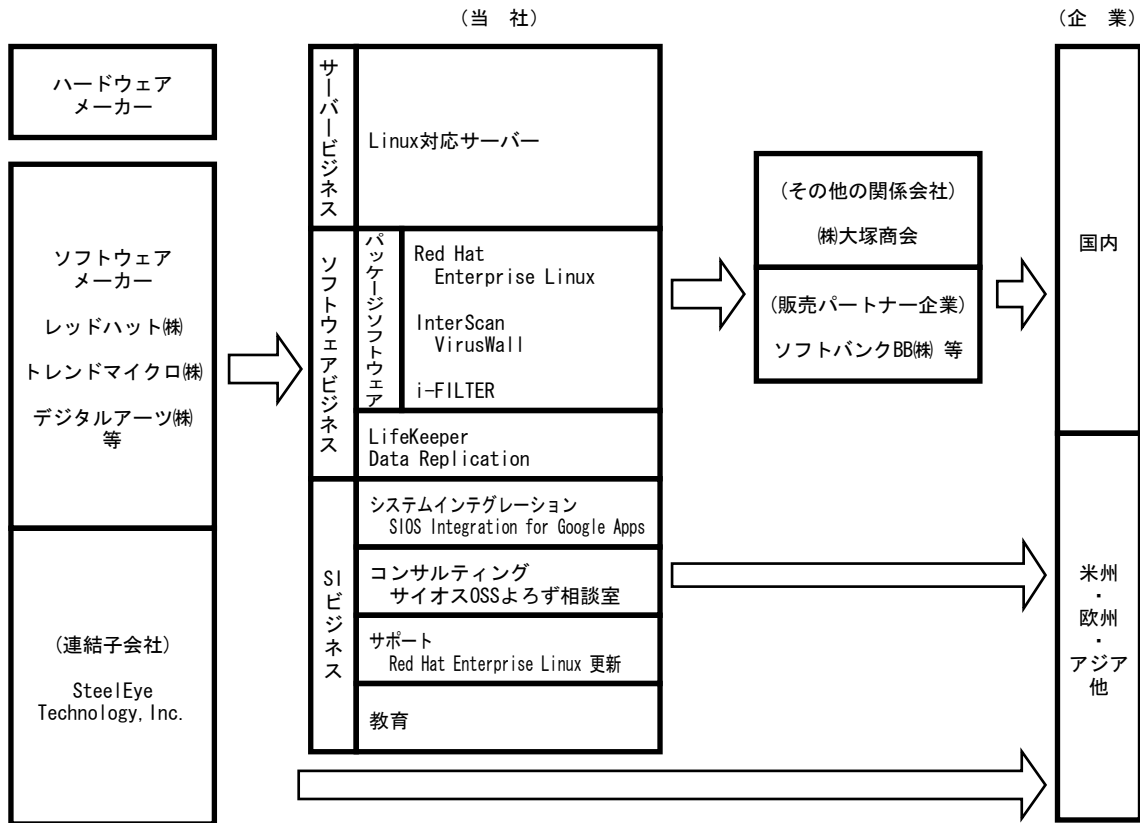 （当　社）
（企　業）
ハードウェア
メーカー
ソフトウェア
メーカー
レッドハット㈱
トレンドマイクロ㈱
デジタルアーツ㈱
等
（連結子会社）
SteelEye
Technology, Inc.
サーバービジネス
Linux対応サーバー
ソフトウェアビジネス
パッケージソフトウェア
Red Hat
Enterprise Linux
InterScan
VirusWall
i-FILTER
LifeKeeper
Data Replication
SIビジネス
システムインテグレーション
SIOS Integration for Google Apps
コンサルティング
サイオスOSSよろず相談室
サポート
Red Hat Enterprise Linux 更新
教育
（その他の関係会社）
㈱大塚商会
（販売パートナー企業）
ソフトバンクBB㈱ 等
国内
米州
・
欧州
・
アジア
他